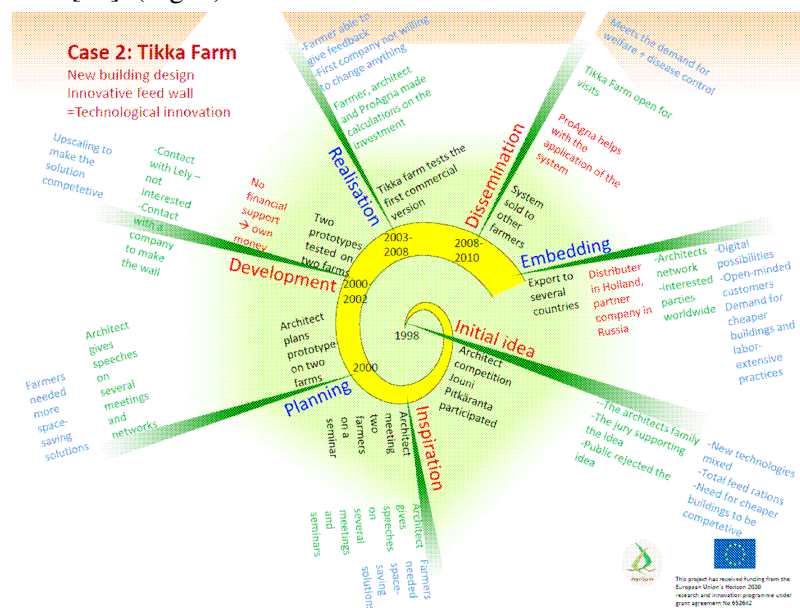 Case 2: Tikka Farm
New building design
Innovative feed wall
=Technological innovation
Initial idea
1998
Architect
competition
Jouni
Pitkäranta
participated
--The architects family
-The jury supporting
the idea
-Public rejected the
idea
-New technologies
mixed
-Total feed rations
-Need for cheaper
buildings to be
competetive
Inspiration
Architect
meeting
two
farmers
on a
seminar
Architect
gives
speeches
on
several
meetings
and
seminars
Farmers
needed
space-
saving
solutions
Planning
2000
Architect
plans
prototype
on two
farms
Architect
gives
speeches
on
several
meetings
and
networks
Farmers
needed
more
space-
saving
solutions
Development
2000-
2002
Two
prototypes
tested on
two farms
No
financial
support
→ own
money
-Contact
with Lely –
not
interested
-Contact
with a
company
to make
the wall
Upscaling to
make the
solution
competetive
Realisation
2003-
2008
Tikka farm tests the
first commercial
version
Farmer, architect
and ProAgria made
calculations on the
investment
-Farmer able to
give feedback
-First company not willing
to change anything
Dissemination
2008-
2010
System
sold to
other
farmers
ProAgria helps
with the
application of the
system
Tikka Farm open for
visits
Meets the demand for
welfare + disease control
Embedding
Export to
several
countries
Distributer
in Holland,
partner
company in
Russia
-Architects
network
-Interested
parties
worldwide
-Digital
possibilities
-Open-minded
customers
Demand for
cheaper
buildings and
labor-
extensive
practices
AgriSpin
This project has received funding from the
European Union's Horizon 2020
research and innovation programme under
grant agreement No 652642